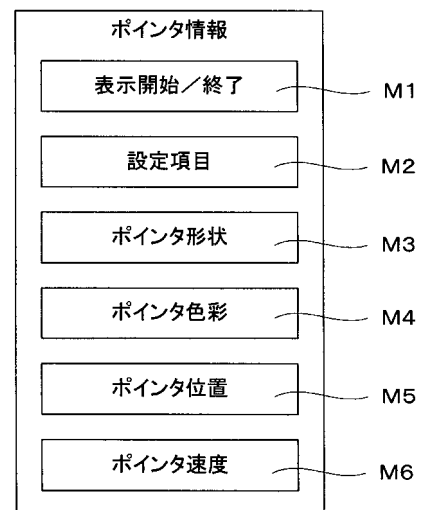 ポインタ情報
表示開始／終了 M1
設定項目 M2
ポインタ形状 M3
ポインタ色彩 M4
ポインタ位置 M5
ポインタ速度 M6